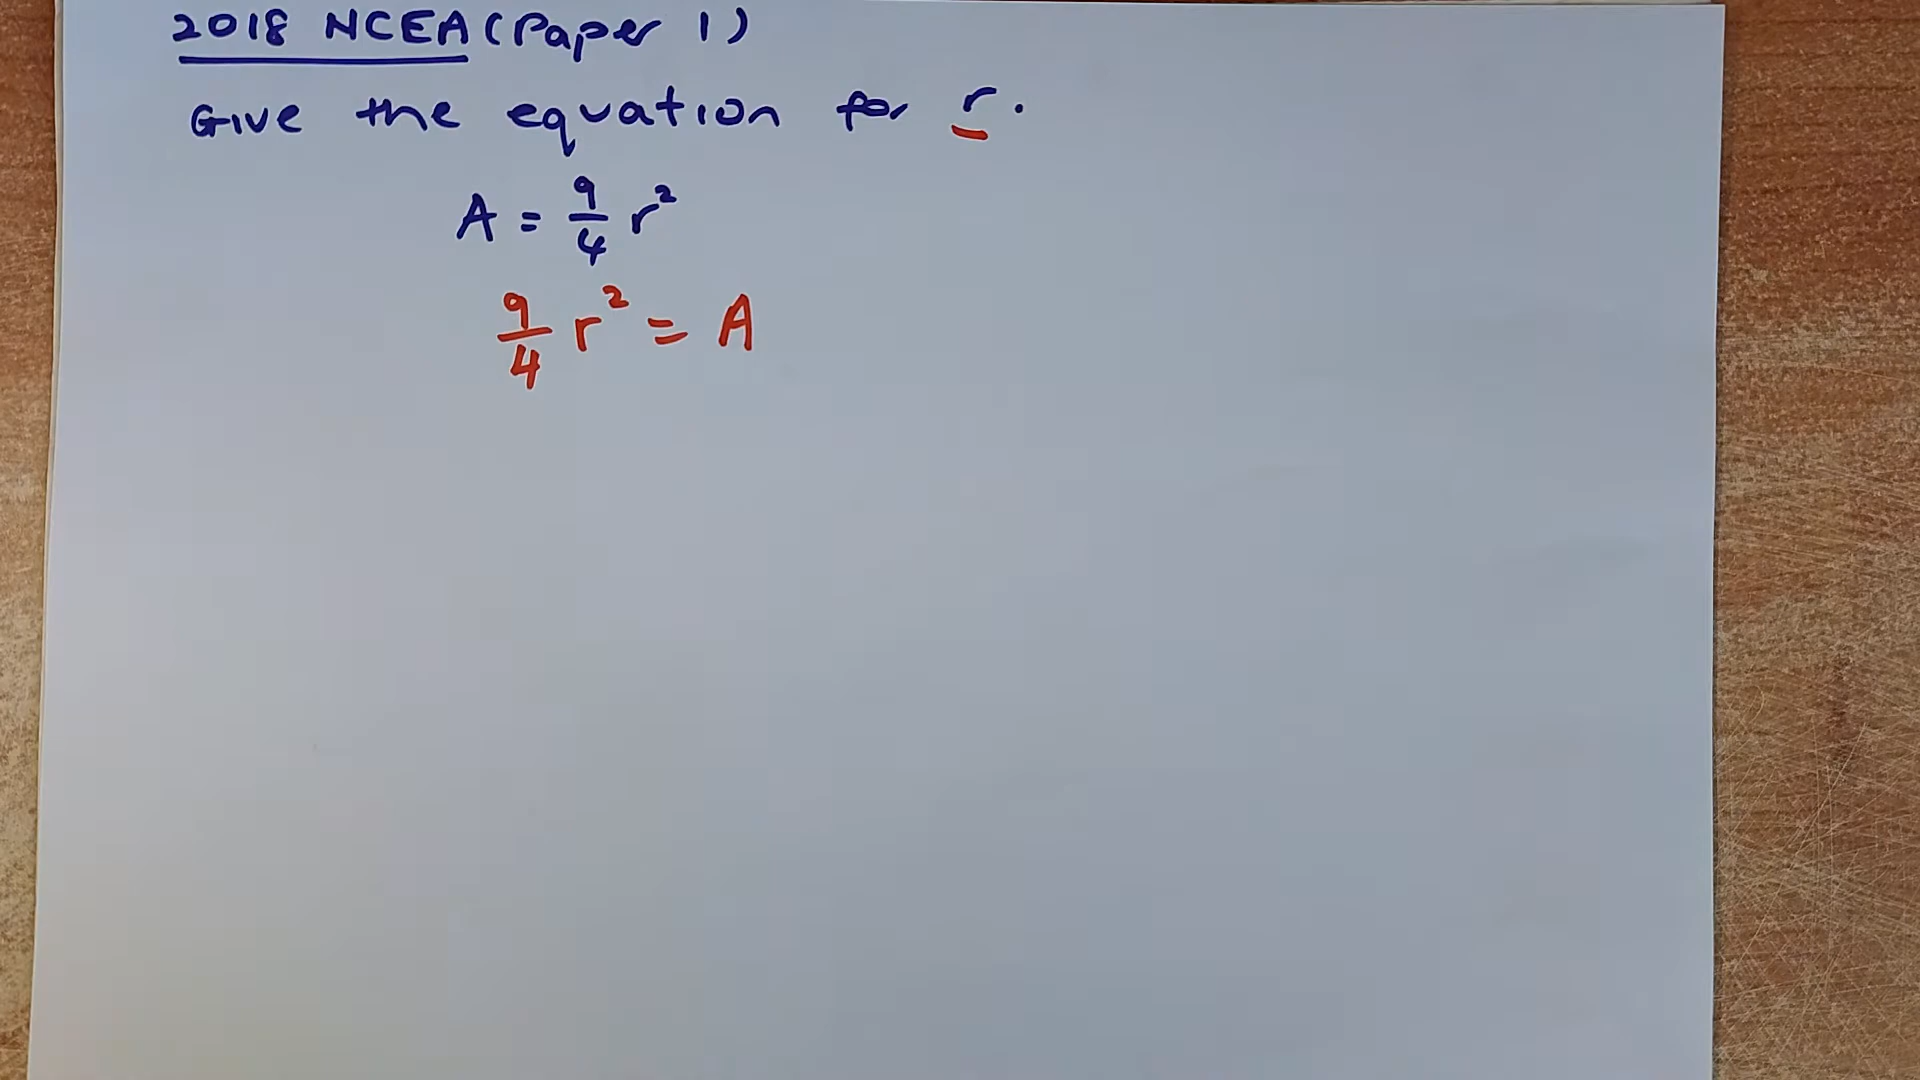 2018 NCEA (Paper 1)
Give the equation for r.
A = 9/4 r²
9/4 r² = A